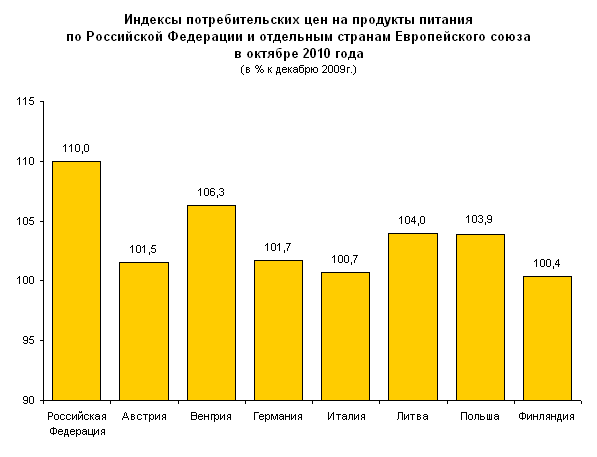 Индексы потребительских цен на продукты питания
по Российской Федерации и отдельным странам Европейского союза
в октябре 2010 года
(в % к декабрю 2009г.)
115
110
105
100
95
90
110,0
101,5
106,3
101,7
100,7
104,0
103,9
100,4
Российская
Федерация
Австрия
Венгрия
Германия
Италия
Литва
Польша
Финляндия